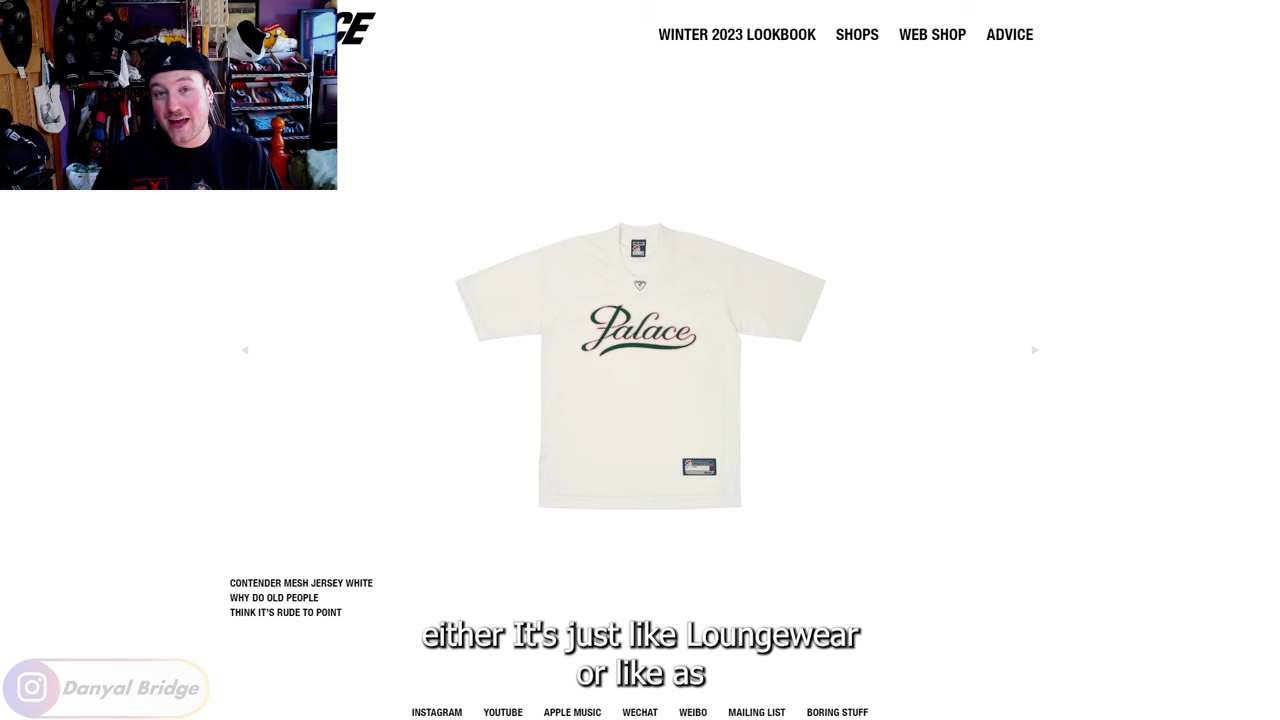 WINTER 2023 LOOKBOOK SHOPS WEB SHOP ADVICE
Palace
CONTENDER MESH JERSEY WHITE
WHY DO OLD PEOPLE
THINK IT'S RUDE TO POINT
either It's just like Loungewear
or like as
Danyal Bridge
INSTAGRAM YOUTUBE APPLE MUSIC WECHAT WEIBO MAILING LIST BORING STUFF